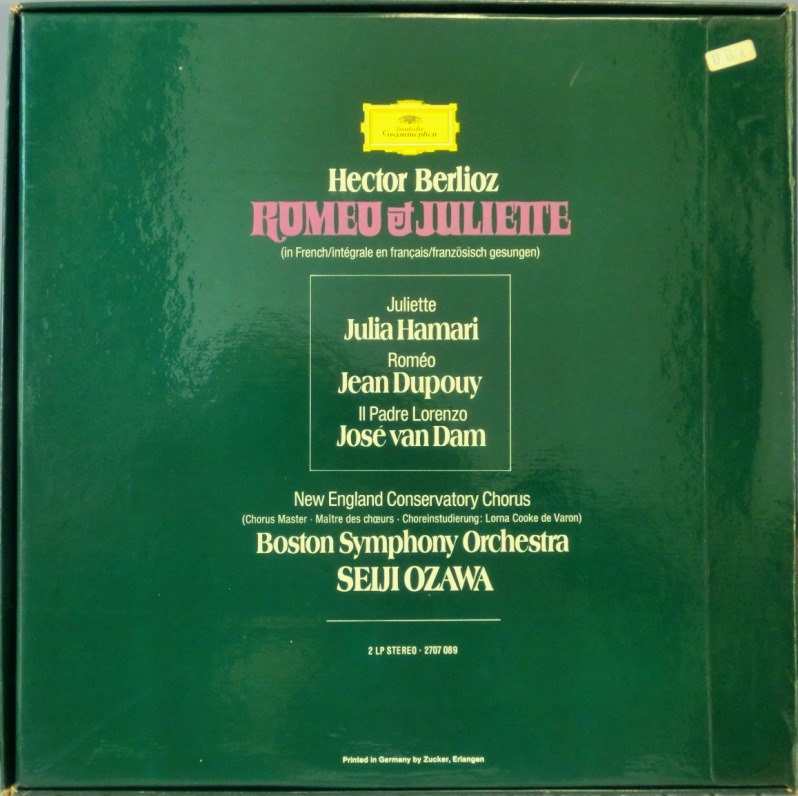 Deutsche
Grammophon
Hector Berlioz
ROMEO et JULIETTE
(in French/intégrale en français/französisch gesungen)
Juliette
Julia Hamari
Roméo
Jean Dupouy
Il Padre Lorenzo
José van Dam
New England Conservatory Chorus
(Chorus Master · Maître des chœurs · Choreinstudierung: Lorna Cooke de Varon)
Boston Symphony Orchestra
SEIJI OZAWA
2 LP STEREO · 2707 089
Printed in Germany by Zucker, Erlangen